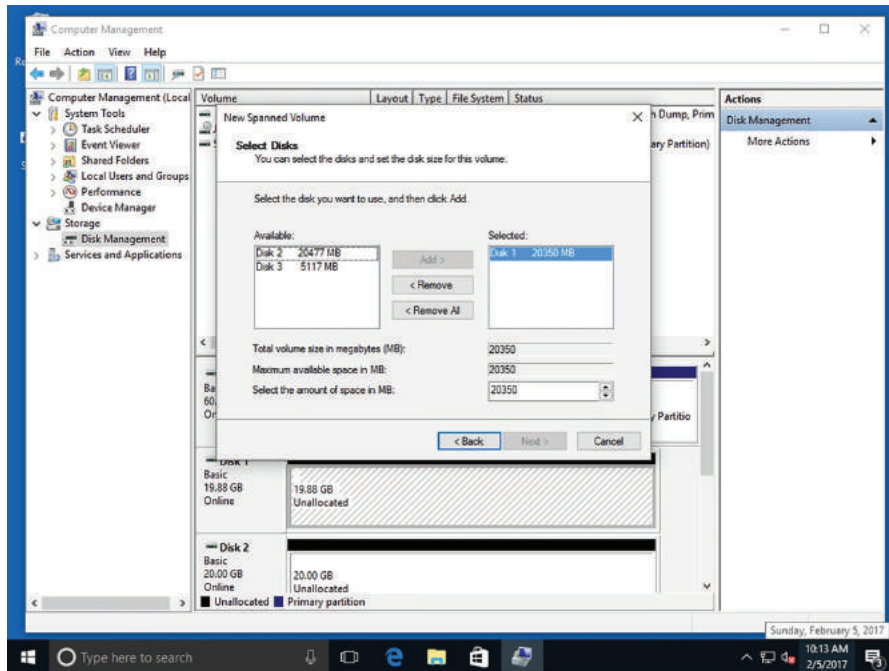 Computer Management
File Action View Help
Computer Management (Local
System Tools
Task Scheduler
Event Viewer
Shared Folders
Local Users and Groups
Performance
Device Manager
Storage
Disk Management
Services and Applications
Volume Layout Type File System Status
h Dump, Prim
ary Partition)
Actions
Disk Management
More Actions
New Spanned Volume
Select Disks
You can select the disks and set the disk size for this volume.
Select the disk you want to use, and then click Add.
Available:
Disk 2 20477 MB
Disk 3 5117 MB
Add >
< Remove
< Remove All
Selected:
Disk 1 20350 MB
Total volume size in megabytes (MB): 20350
Maximum available space in MB: 20350
Select the amount of space in MB: 20350
< Back Next > Cancel
Ba
60.
On
y Partitio
Disk 1
Basic
19.88 GB
Online
19.88 GB
Unallocated
Disk 2
Basic
20.00 GB
Online
20.00 GB
Unallocated
Unallocated Primary partition
Sunday, February 5, 2017
Type here to search
10:13 AM
2/5/2017